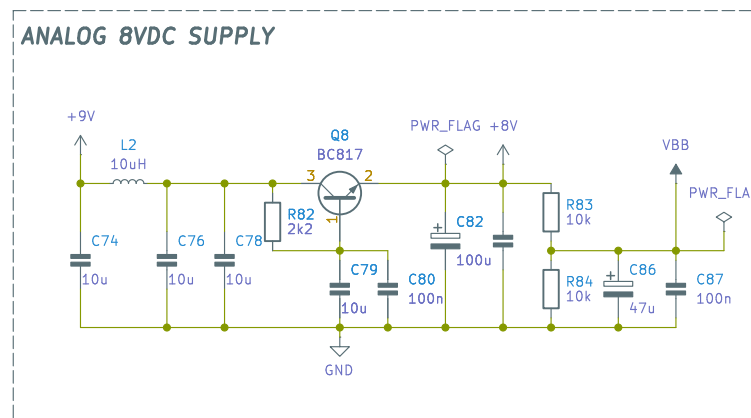 ANALOG 8VDC SUPPLY
+9V
L2
10uH
Q8
BC817
PWR_FLAG
+8V
VBB
PWR_FLA
3
2
1
R82
2k2
R83
10k
C74
10u
C76
10u
C78
10u
C79
10u
C80
100n
C82
100u
R84
10k
C86
47u
C87
100n
GND